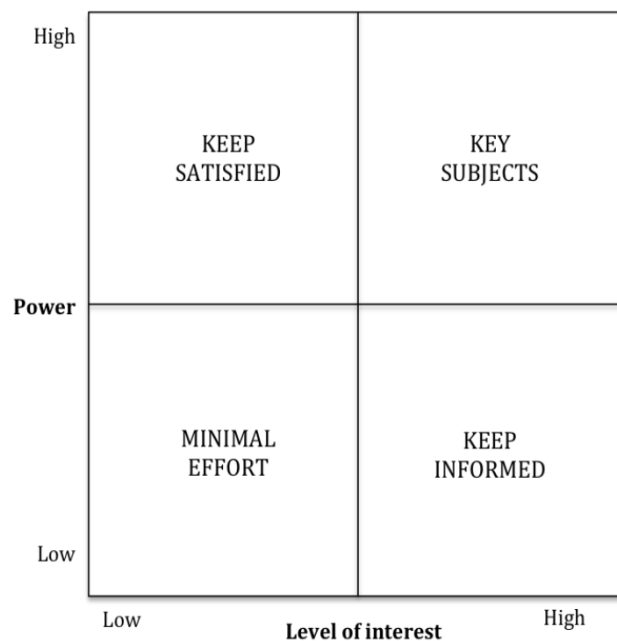 High
KEEP
SATISFIED
KEY
SUBJECTS
Power
MINIMAL
EFFORT
KEEP
INFORMED
Low
Low
Level of interest
High